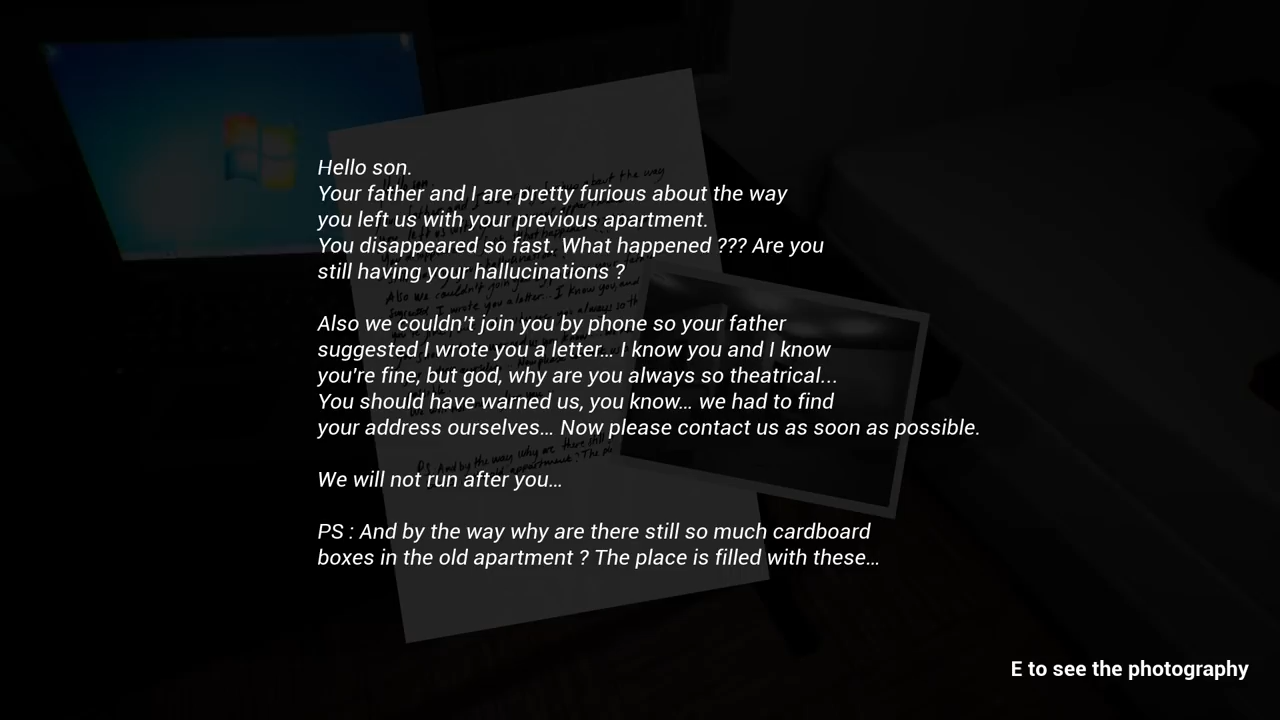 Hello son.
Your father and I are pretty furious about the way
you left us with your previous apartment.
You disappeared so fast. What happened ??? Are you
still having your hallucinations ?
Also we couldn't join you by phone so your father
suggested I wrote you a letter... I know you and I know
you're fine, but god, why are you always so theatrical...
You should have warned us, you know... we had to find
your address ourselves... Now please contact us as soon as possible.
We will not run after you...
PS : And by the way why are there still so much cardboard
boxes in the old apartment ? The place is filled with these...
E to see the photography